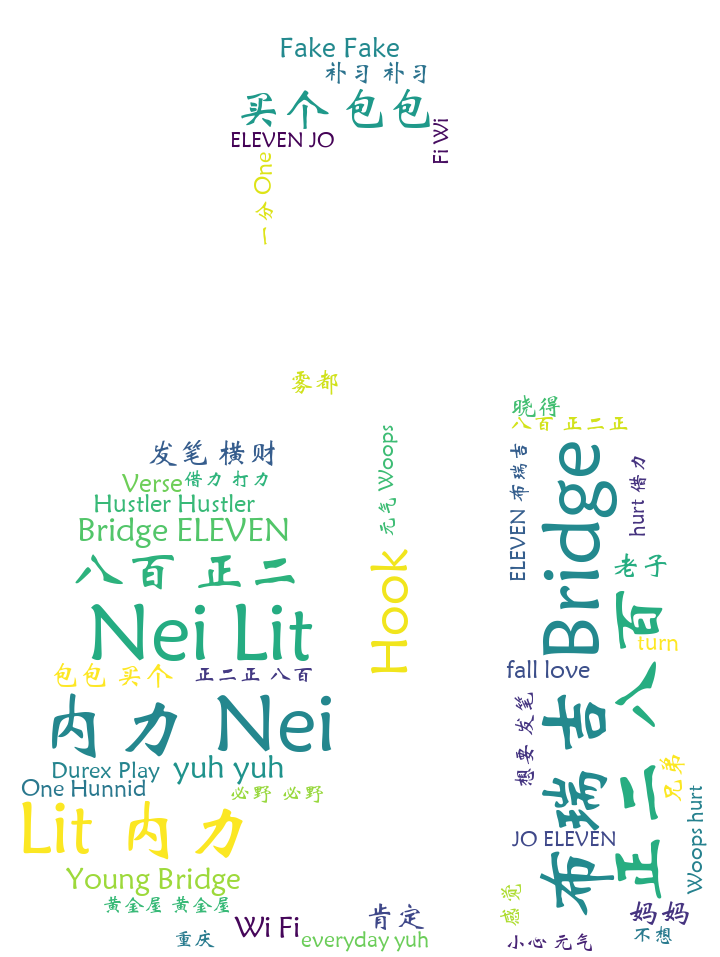 Fake Fake
补习 补习
买个 包包
ELEVEN JO
Fi Wi
一分 One
雾都
晓得
八百 正二正
发笔 横财
Verse
借力 打力
Hustler Hustler
Bridge ELEVEN
八百 正二
Nei Lit
包包 买个
正二正 八百
内力 Nei
Durex Play
yuh yuh
One Hunnid
必野 必野
Lit 内力
Young Bridge
黄金屋 黄金屋
重庆
Wi Fi
everyday yuh
肯定
元气 Woops
Hook
ELEVEN 布瑞吉
布瑞吉 Bridge
hurt 借力
老子
正二 八百
turn
fall love
想要 发笔
兄弟
JO ELEVEN
Woops hurt
感觉
妈妈
小心 元气
不想